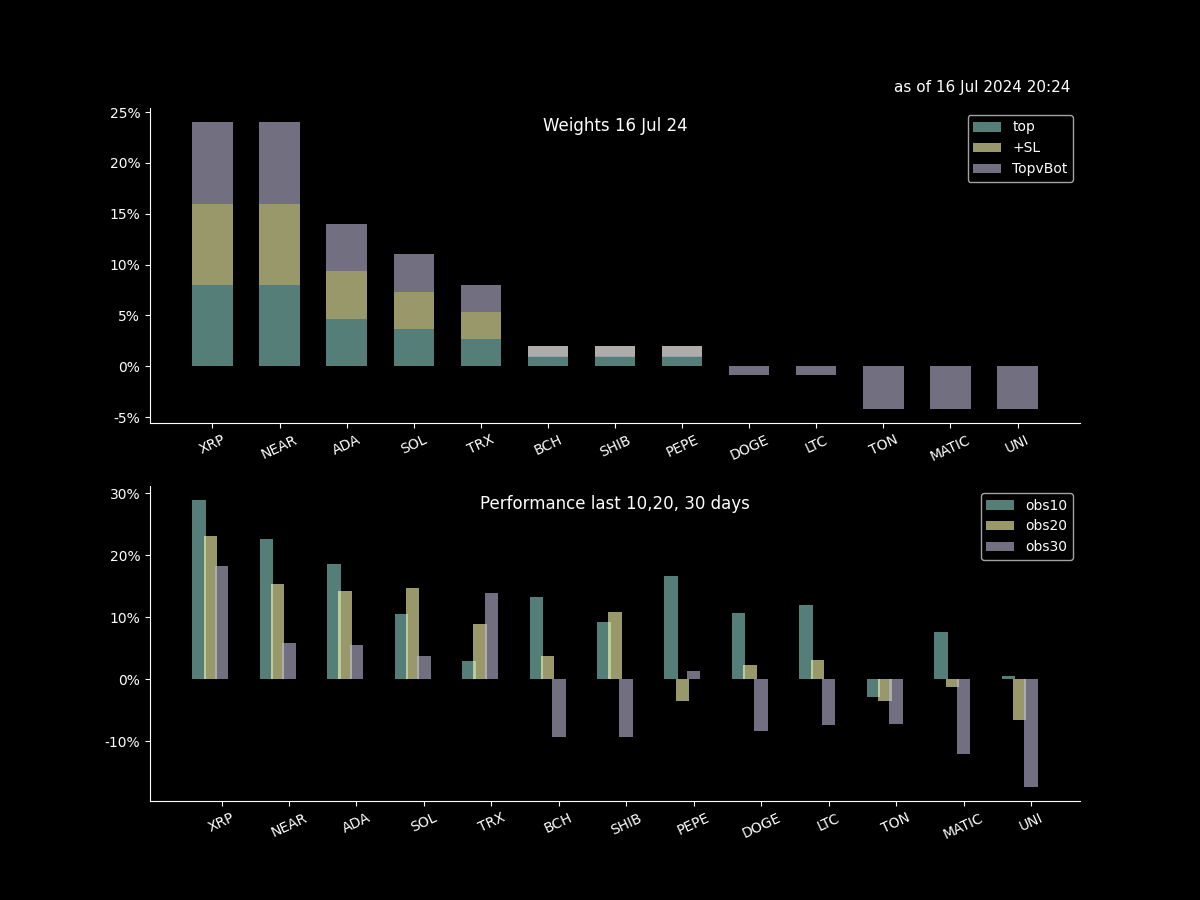 as of 16 Jul 2024 20:24
Weights 16 Jul 24
top
+SL
TopvBot
25%
20%
15%
10%
5%
0%
-5%
XRP NEAR ADA SOL TRX BCH SHIB PEPE DOGE LTC TON MATIC UNI
Performance last 10,20, 30 days
obs10
obs20
obs30
30%
20%
10%
0%
-10%
XRP NEAR ADA SOL TRX BCH SHIB PEPE DOGE LTC TON MATIC UNI